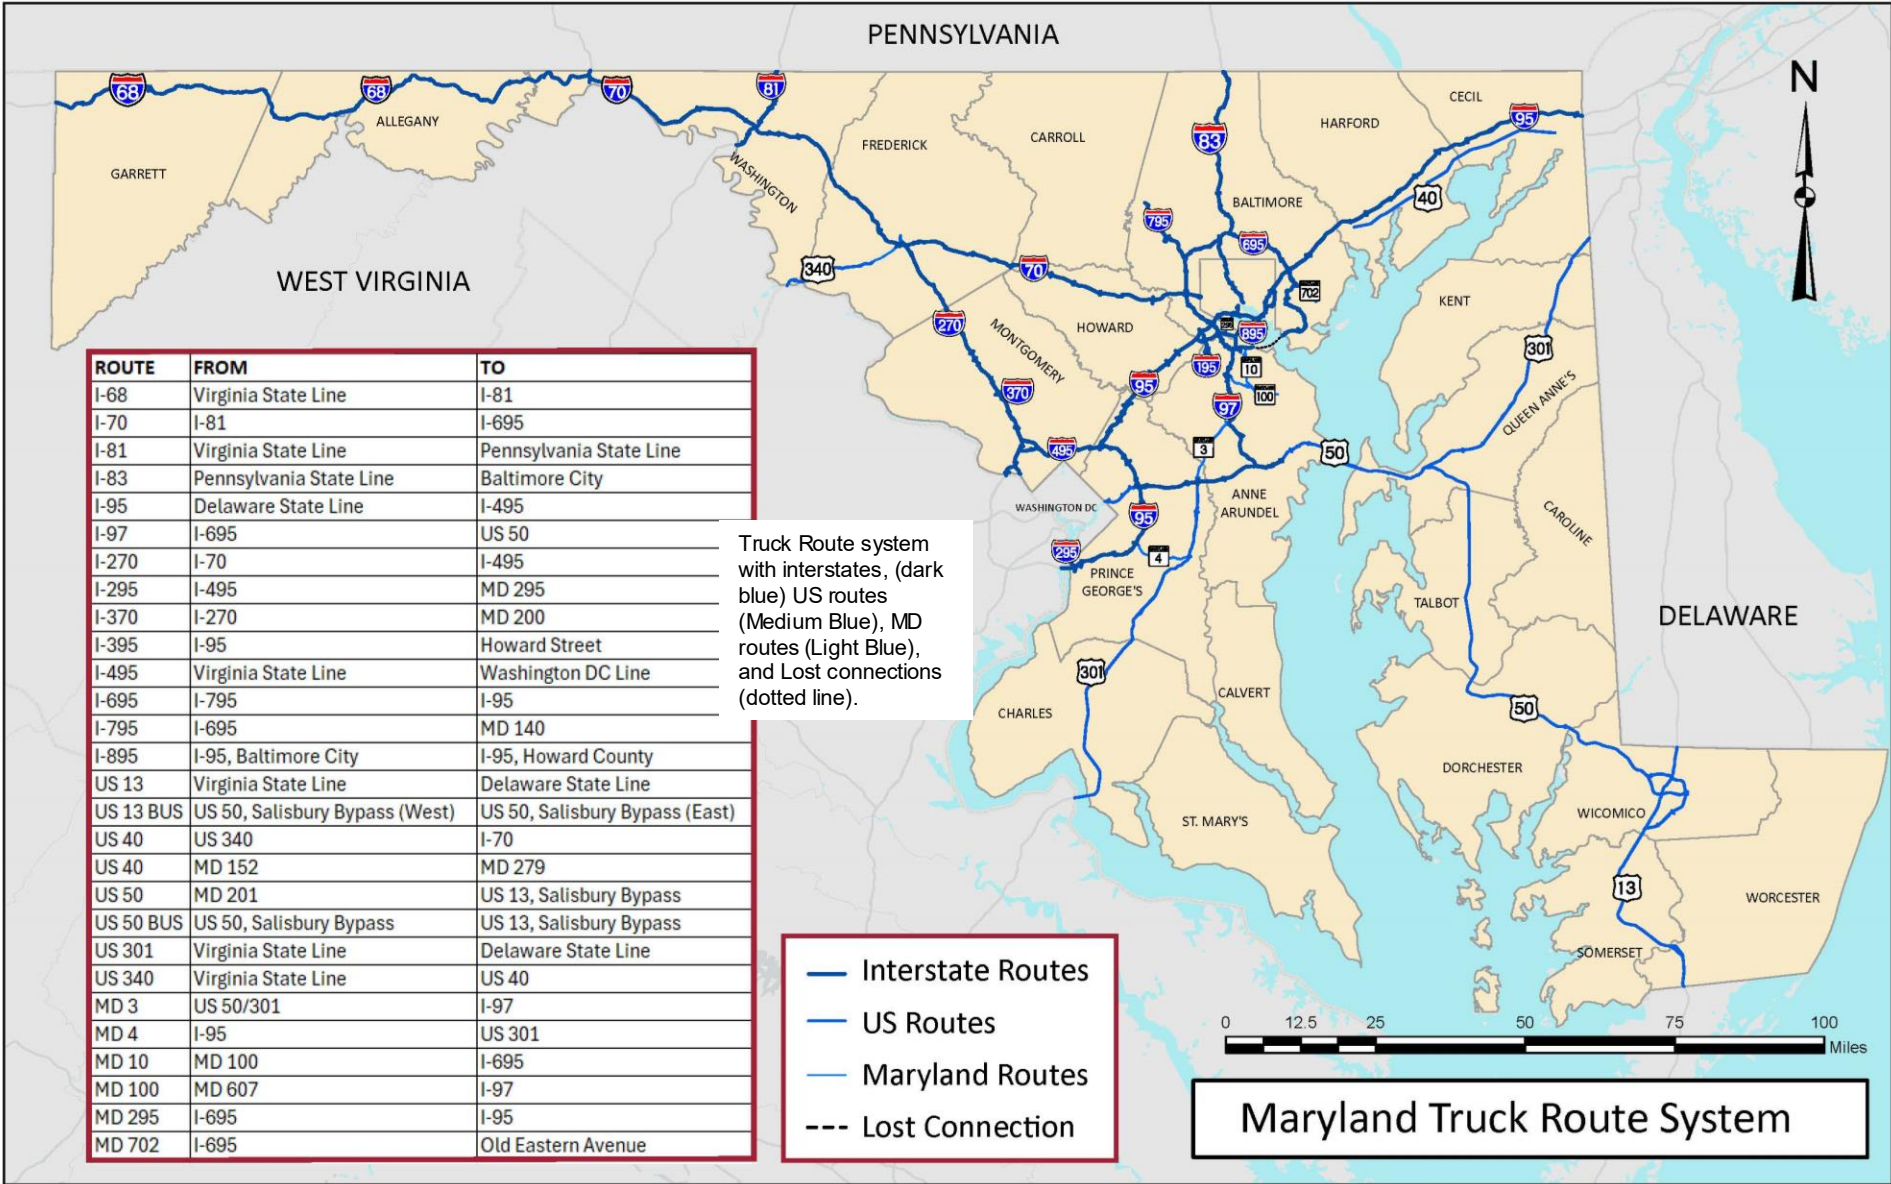 PENNSYLVANIA
N
68
68
70
81
83
95
CECIL
HARFORD
ALLEGANY
FREDERICK
CARROLL
GARRETT
WASHINGTON
795
BALTIMORE
40
695
340
70
WEST VIRGINIA
702
KENT
270
MONTGOMERY
HOWARD
295
895
301
195
10
370
95
100
97
QUEEN ANNE'S
495
3
50
ANNE
ARUNDEL
WASHINGTON DC
95
CAROLINE
295
4
PRINCE
GEORGE'S
TALBOT
DELAWARE
301
CALVERT
CHARLES
50
DORCHESTER
WICOMICO
ST. MARY'S
13
WORCESTER
SOMERSET
ROUTE FROM TO
I-68 Virginia State Line I-81
I-70 I-81 I-695
I-81 Virginia State Line Pennsylvania State Line
I-83 Pennsylvania State Line Baltimore City
I-95 Delaware State Line I-495
I-97 I-695 US 50
I-270 I-70 I-495
I-295 I-495 MD 295
I-370 I-270 MD 200
I-395 I-95 Howard Street
I-495 Virginia State Line Washington DC Line
I-695 I-795 I-95
I-795 I-695 MD 140
I-895 I-95, Baltimore City I-95, Howard County
US 13 Virginia State Line Delaware State Line
US 13 BUS US 50, Salisbury Bypass (West) US 50, Salisbury Bypass (East)
US 40 US 340 I-70
US 40 MD 152 MD 279
US 50 MD 201 US 13, Salisbury Bypass
US 50 BUS US 50, Salisbury Bypass US 13, Salisbury Bypass
US 301 Virginia State Line Delaware State Line
US 340 Virginia State Line US 40
MD 3 US 50/301 I-97
MD 4 I-95 US 301
MD 10 MD 100 I-695
MD 100 MD 607 I-97
MD 295 I-695 I-95
MD 702 I-695 Old Eastern Avenue
Truck Route system
with interstates, (dark
blue) US routes
(Medium Blue), MD
routes (Light Blue),
and Lost connections
(dotted line).
Interstate Routes
US Routes
Maryland Routes
Lost Connection
0 12.5 25 50 75 100
Miles
Maryland Truck Route System